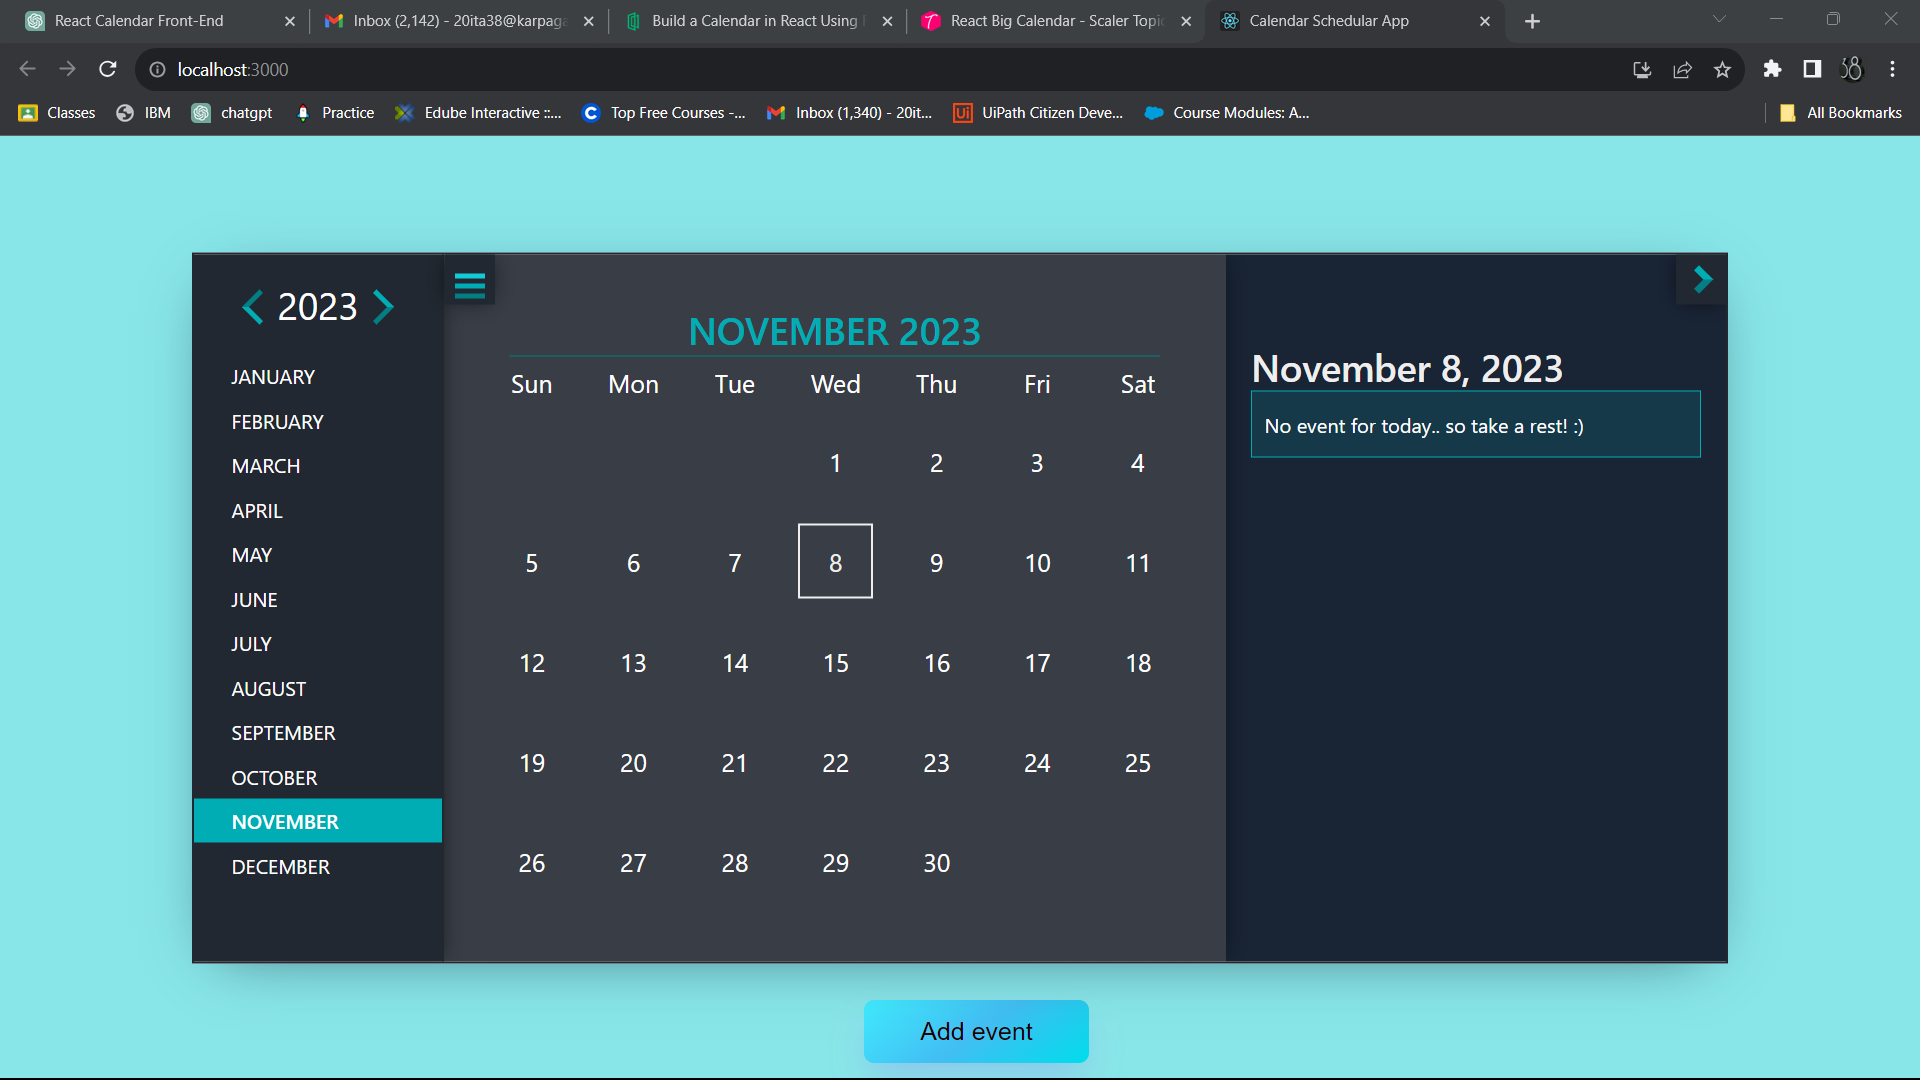 React Calendar Front-End
Inbox (2,142) - 20ita38@karpaga
Build a Calendar in React Using
React Big Calendar - Scaler Topic
Calendar Schedular App
localhost:3000
Classes
IBM
chatgpt
Practice
Edube Interactive ::...
Top Free Courses -...
Inbox (1,340) - 20it...
UiPath Citizen Deve...
Course Modules: A...
All Bookmarks
2023
JANUARY
FEBRUARY
MARCH
APRIL
MAY
JUNE
JULY
AUGUST
SEPTEMBER
OCTOBER
NOVEMBER
DECEMBER
NOVEMBER 2023
Sun Mon Tue Wed Thu Fri Sat
1 2 3 4
5 6 7 8 9 10 11
12 13 14 15 16 17 18
19 20 21 22 23 24 25
26 27 28 29 30
November 8, 2023
No event for today.. so take a rest! :)
Add event